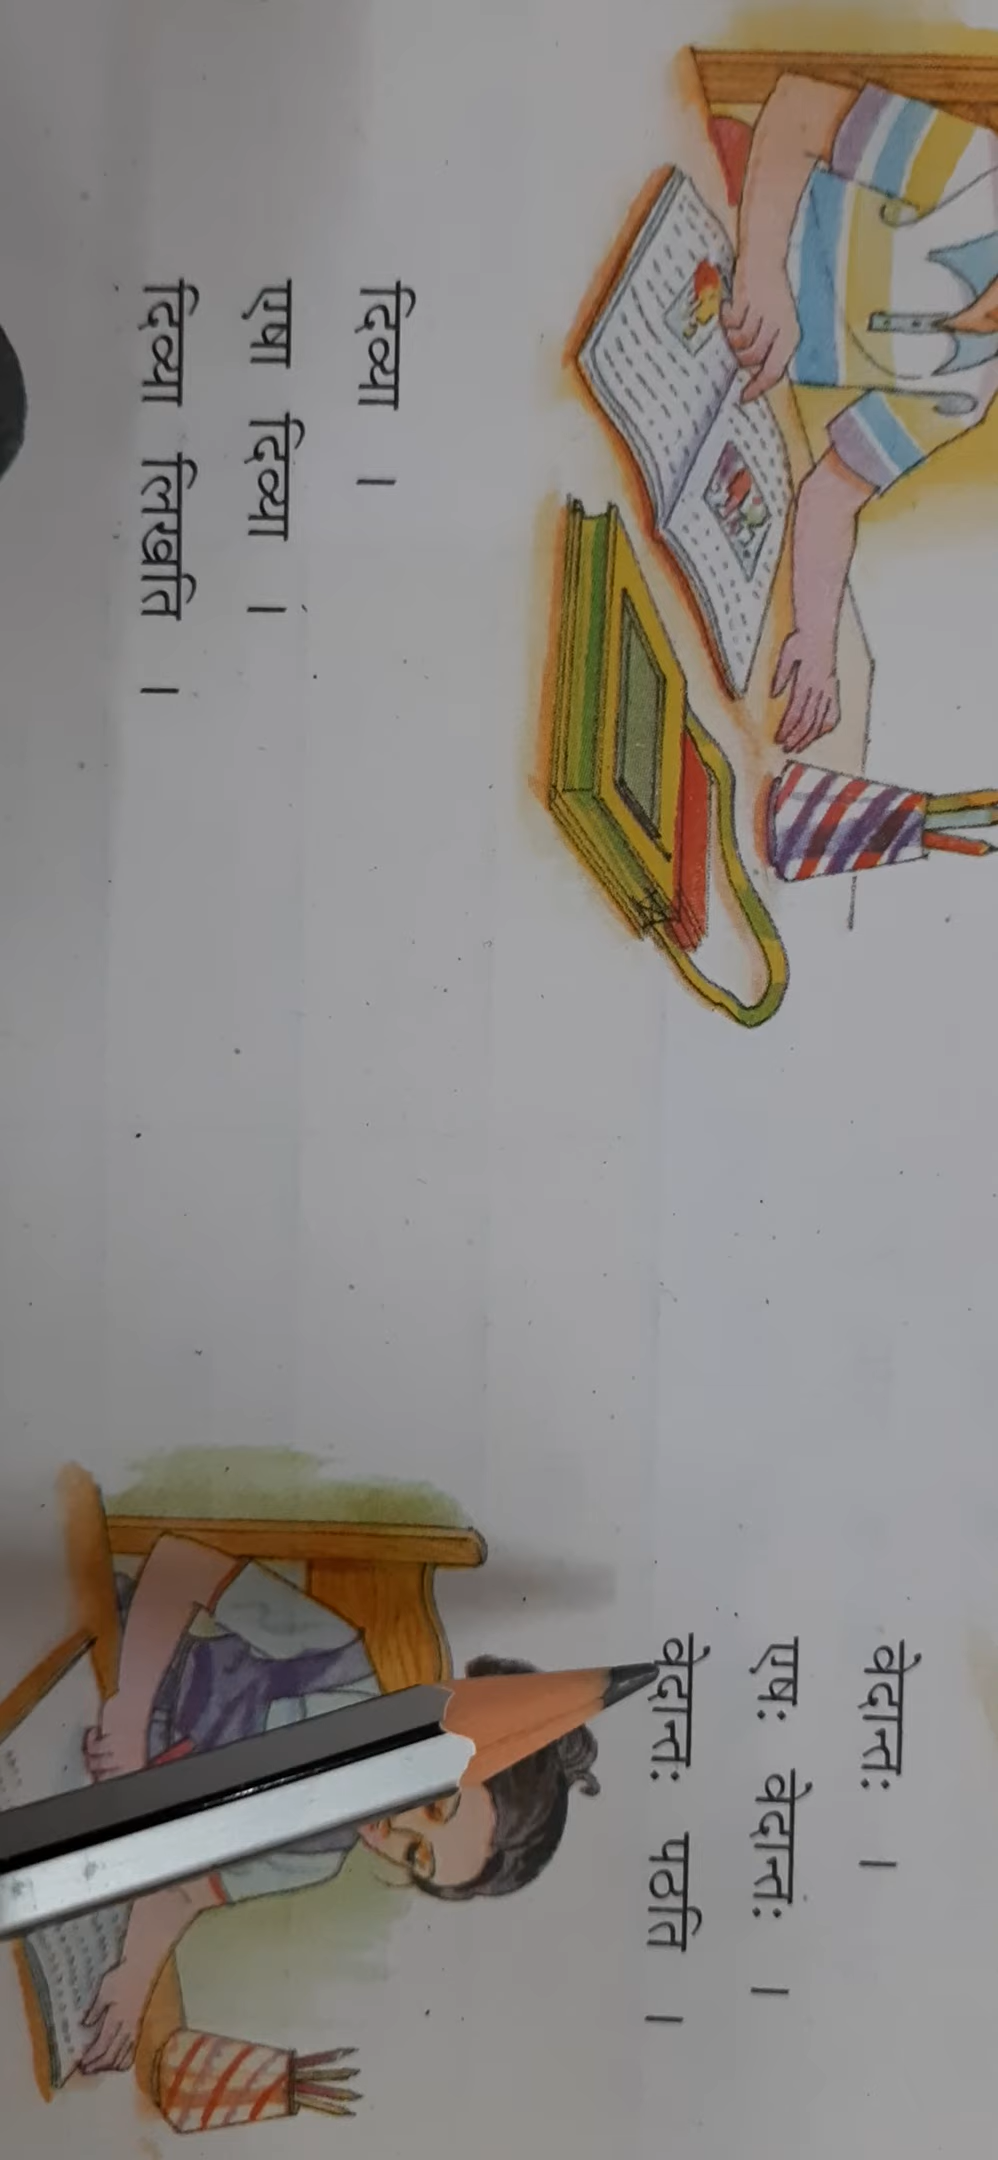 वेदान्तः ।
एषः वेदान्तः ।
वेदान्तः पठति ।
दिव्या ।
एषा दिव्या ।
दिव्या लिखति ।